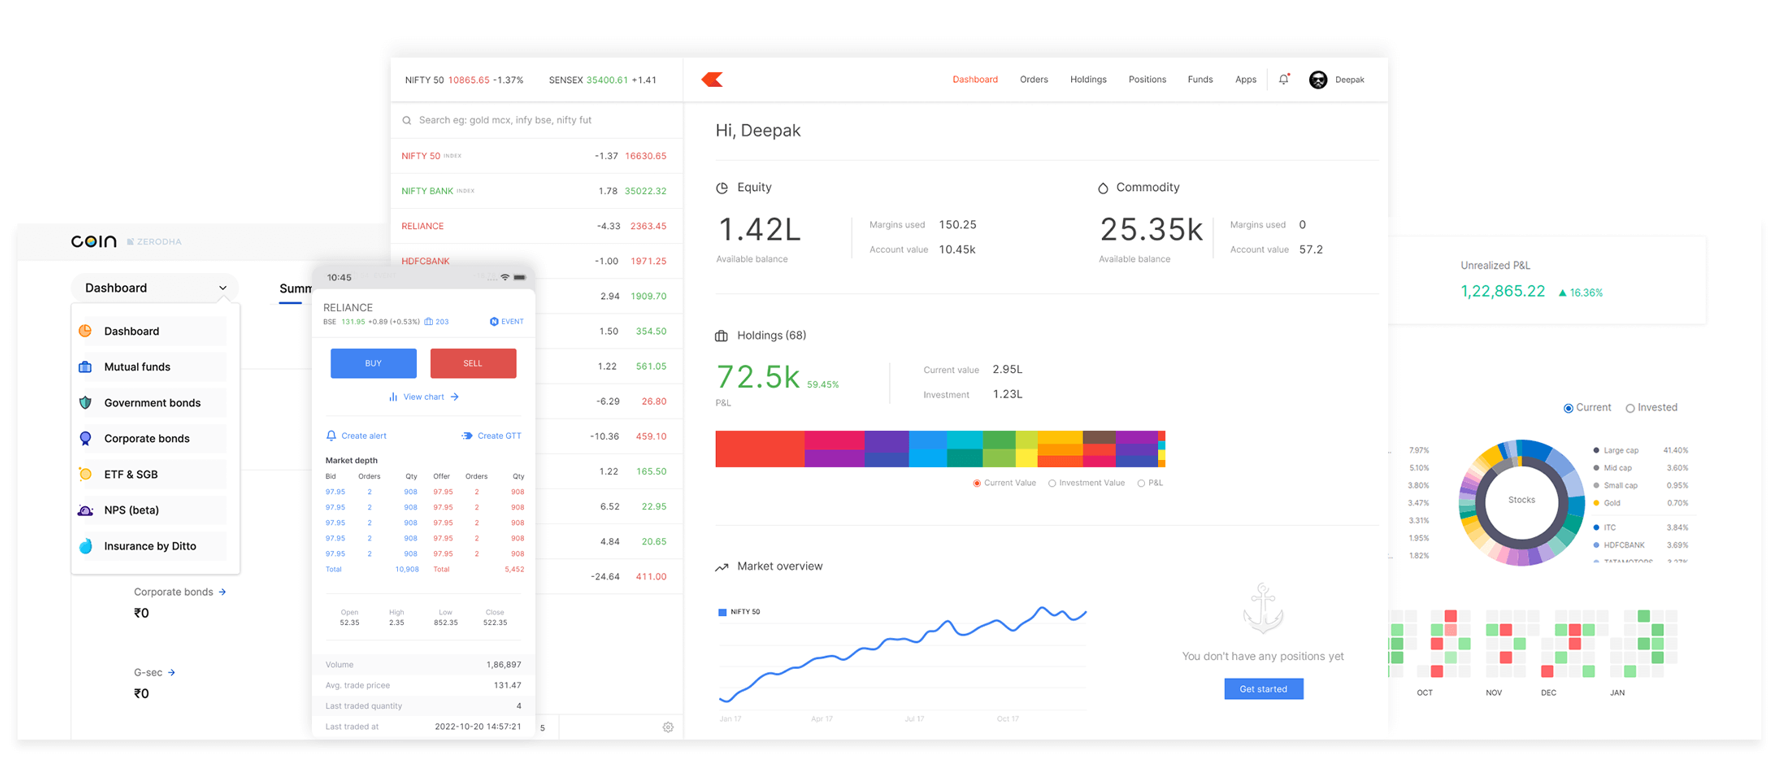 NIFTY 50 10865.65 -1.37% SENSEX 35400.61 +1.41
Dashboard Orders Holdings Positions Funds Apps Deepak
Search eg: gold mcx, infy bse, nifty fut
NIFTY 50 INDEX -1.37 16630.65
NIFTY BANK INDEX 1.78 35022.32
RELIANCE -4.33 2363.45
HDFCBANK -1.00 1971.25
2.94 1909.70
1.50 354.50
1.22 561.05
-6.29 26.80
-10.36 459.10
1.22 165.50
6.52 22.95
4.84 20.65
-24.64 411.00
5
Hi, Deepak
Equity
1.42L
Available balance
Margins used 150.25
Account value 10.45k
Commodity
25.35k
Available balance
Margins used 0
Account value 57.2
Holdings (68)
72.5k 59.45%
P&L
Current value 2.95L
Investment 1.23L
Current Value Investment Value P&L
Market overview
NIFTY 50
Jan 17 Apr 17 Jul 17 Oct 17
You don't have any positions yet
Get started
COIN ZERODHA
Dashboard
Summ
Dashboard
Mutual funds
Government bonds
Corporate bonds
ETF & SGB
NPS (beta)
Insurance by Ditto
Corporate bonds →
₹0
G-sec →
₹0
10:45
RELIANCE
BSE 131.95 +0.89 (+0.53%) 203 EVENT
BUY SELL
View chart →
Create alert Create GTT
Market depth
Bid Orders Qty Offer Orders Qty
97.95 2 908 97.95 2 908
97.95 2 908 97.95 2 908
97.95 2 908 97.95 2 908
97.95 2 908 97.95 2 908
97.95 2 908 97.95 2 908
Total 10,908 Total 5,452
Open High Low Close
52.35 2.35 852.35 522.35
Volume 1,86,897
Avg. trade pricee 131.47
Last traded quantity 4
Last traded at 2022-10-20 14:57:21
Unrealized P&L
1,22,865.22 ▲ 16.36%
Current Invested
7.97%
5.10%
3.80%
3.47%
3.31%
1.95%
1.82%
Stocks
Large cap 41.40%
Mid cap 3.60%
Small cap 0.95%
Gold 0.70%
ITC 3.84%
HDFCBANK 3.69%
OCT NOV DEC JAN